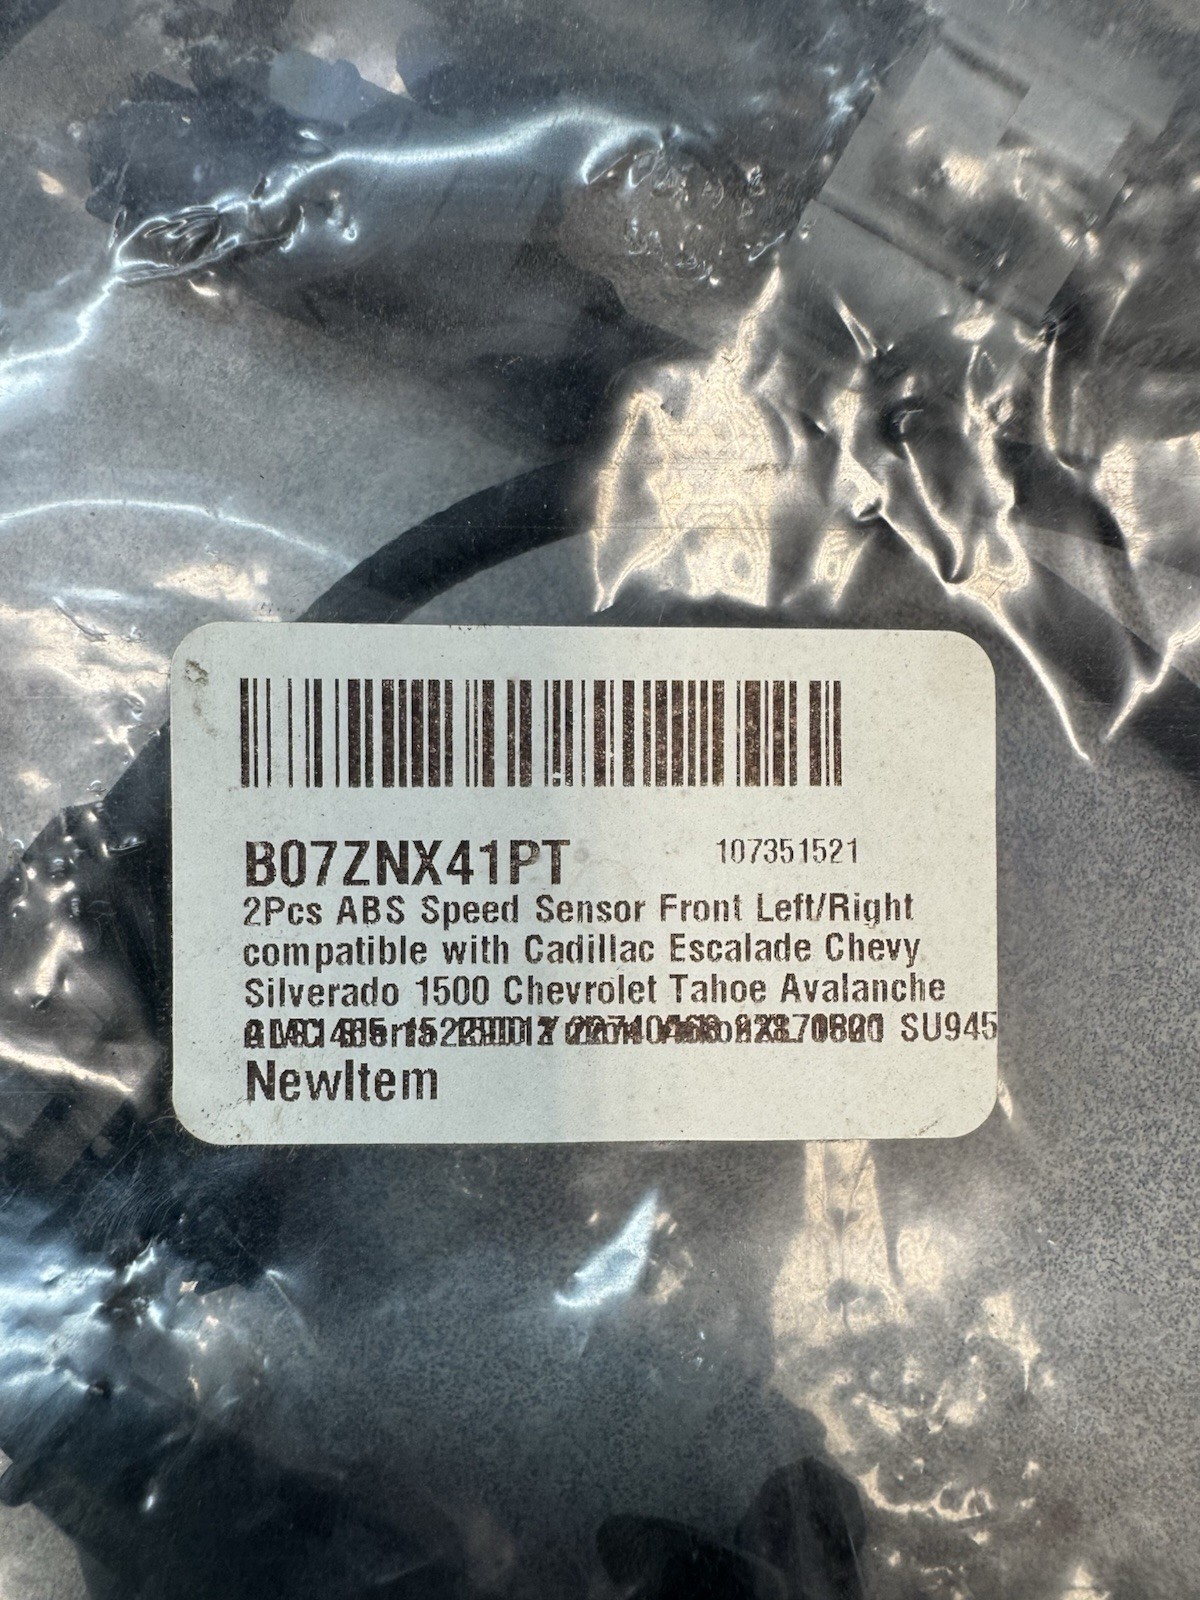 B07ZNX41PT 107351521
2Pcs ABS Speed Sensor Front Left/Right
compatible with Cadillac Escalade Chevy
Silverado 1500 Chevrolet Tahoe Avalanche
SU945
NewItem